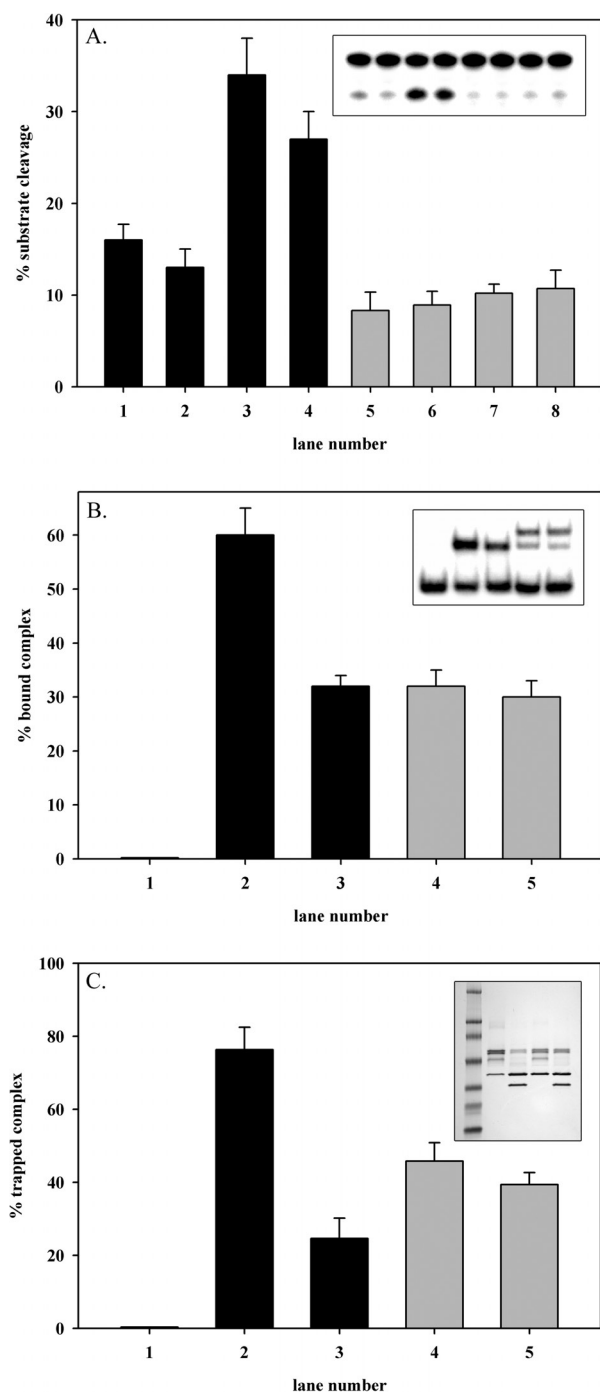 A.
40
30
20
10
0
% substrate cleavage
1 2 3 4 5 6 7 8
lane number
B.
60
50
40
30
20
10
0
% bound complex
1 2 3 4 5
lane number
C.
100
80
60
40
20
0
% trapped complex
1 2 3 4 5
lane number